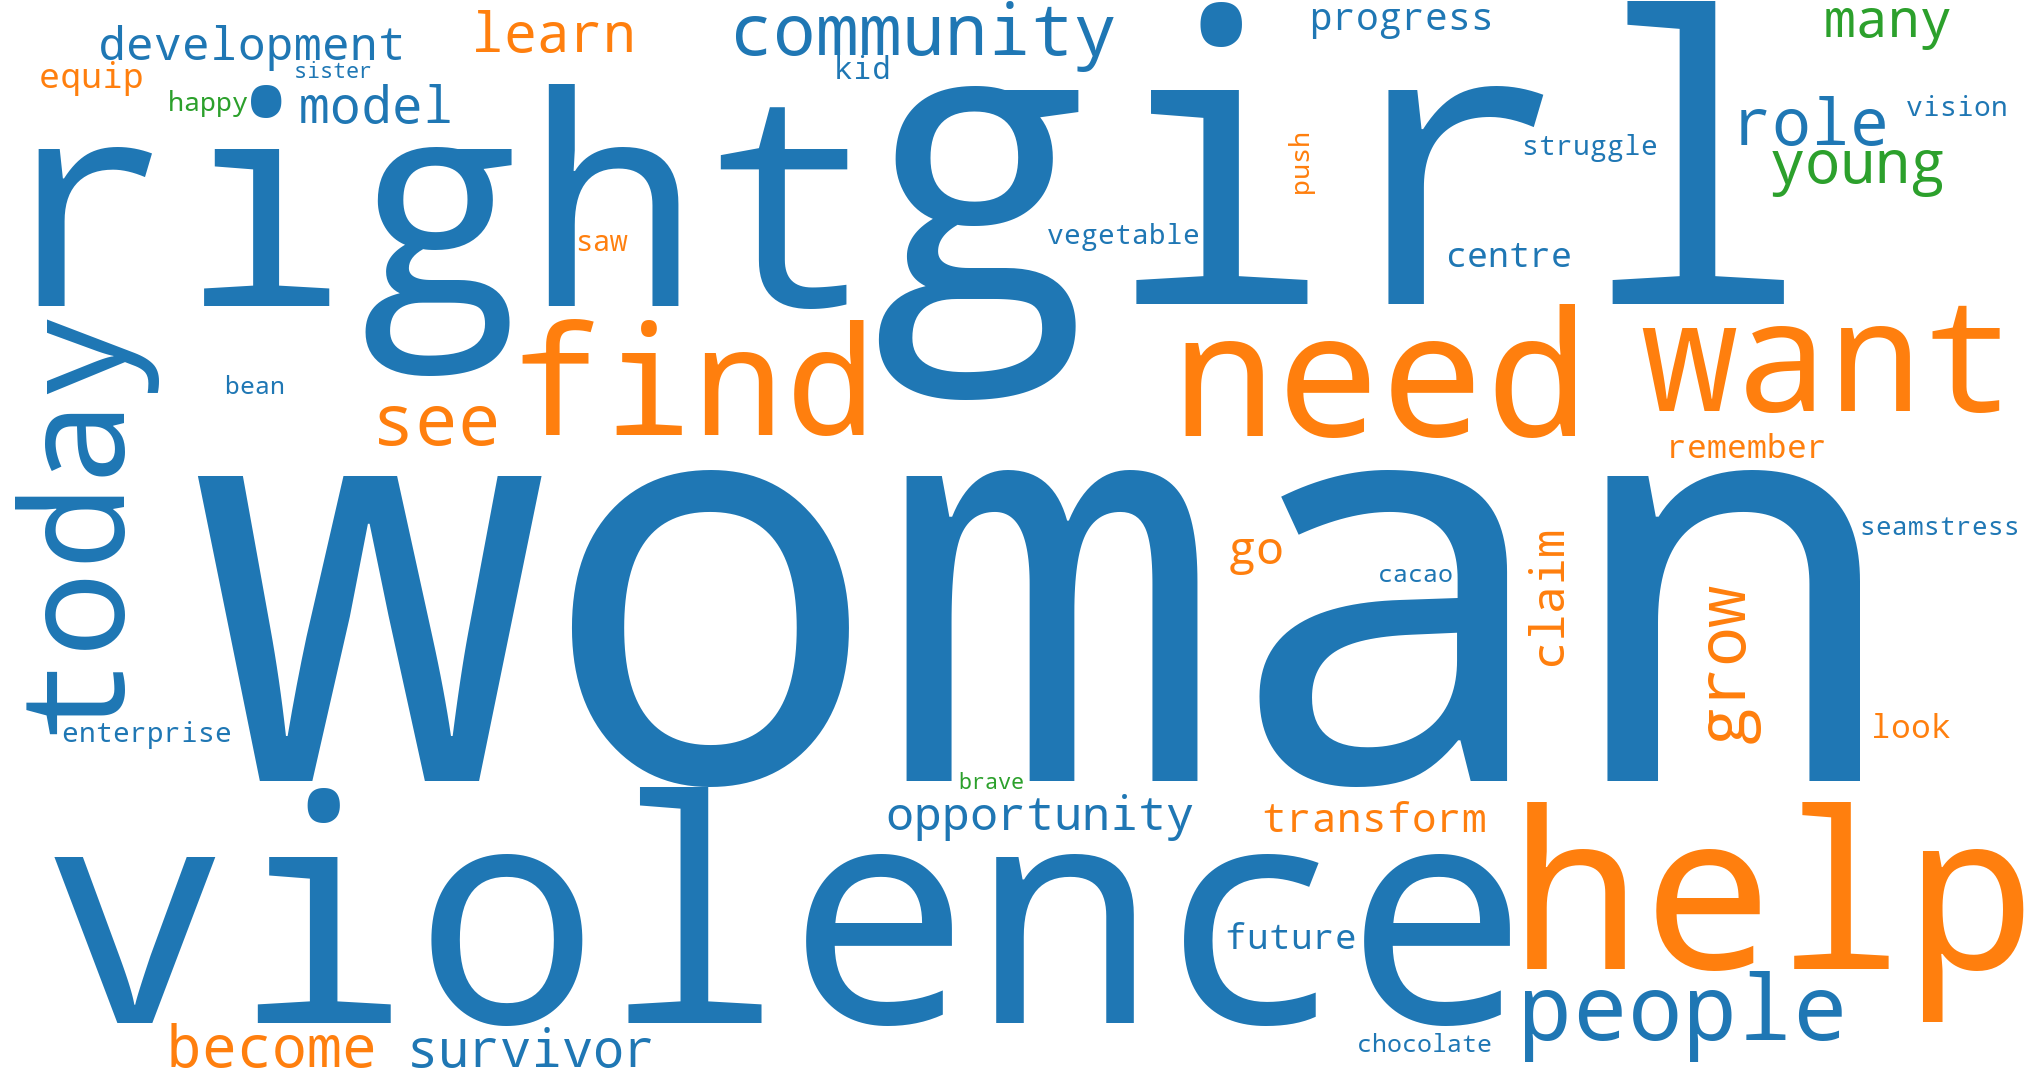 development
learn
community
progress
many
equip
sister
kid
happy
model
right
girl
role
vision
push
struggle
young
saw
vegetable
centre
today
find
need
want
bean
see
remember
woman
go
cacao
claim
grow
seamstress
enterprise
look
brave
opportunity
transform
violence
help
future
people
become
survivor
chocolate